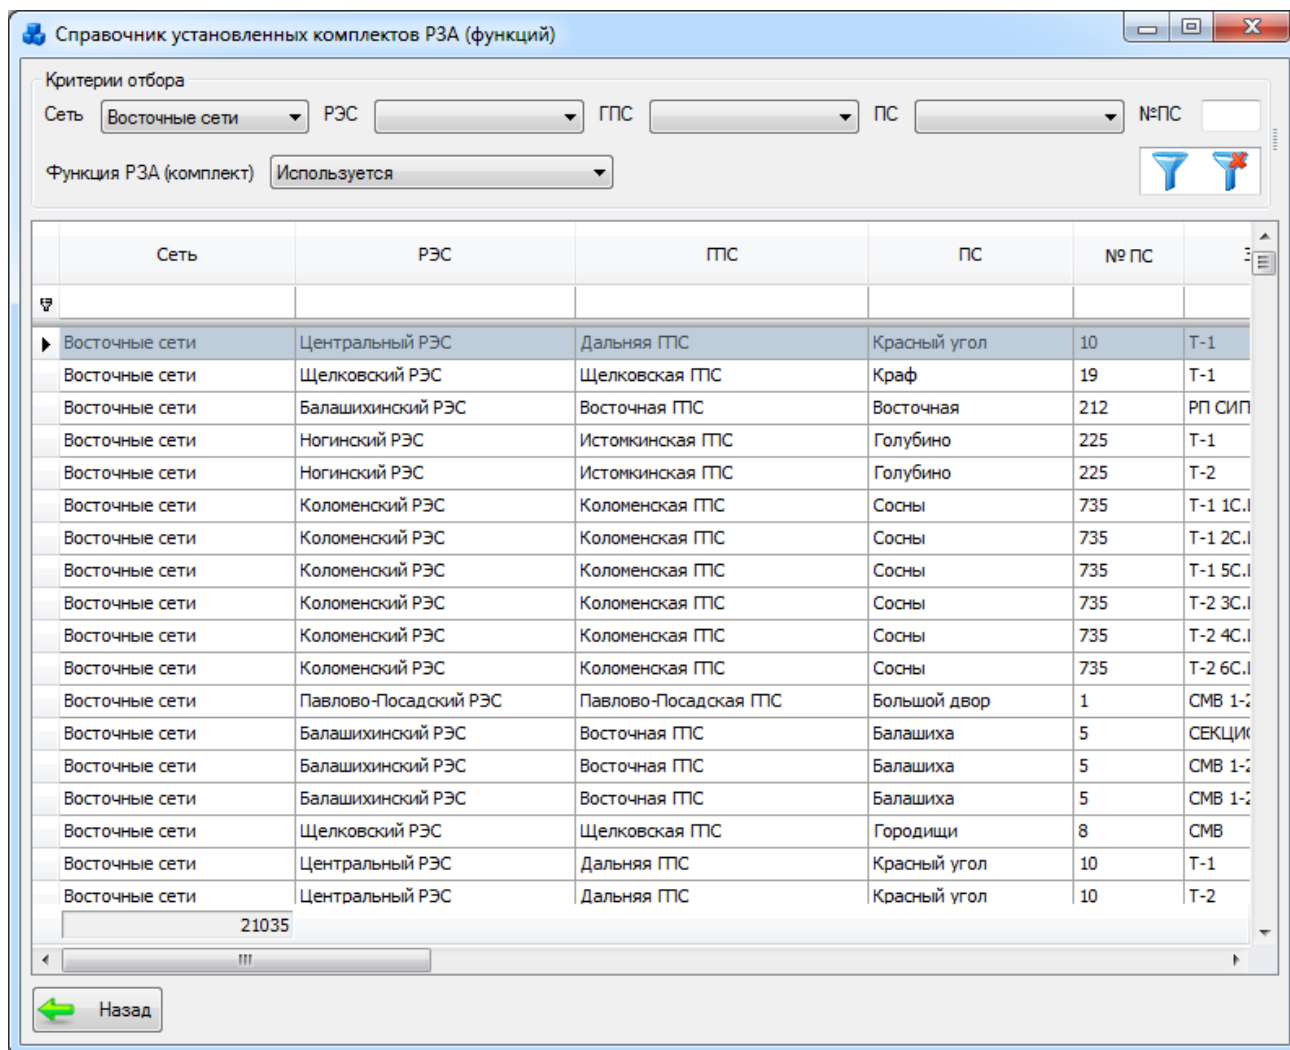 Справочник установленных комплектов РЗА (функций)
Критерии отбора
Сеть Восточные сети РЭС ГПС ПС №ПС
Функция РЗА (комплект) Используется
Сеть РЭС ГПС ПС № ПС
Восточные сети Центральный РЭС Дальняя ГПС Красный угол 10 Т-1
Восточные сети Щелковский РЭС Щелковская ГПС Краф 19 Т-1
Восточные сети Балашихинский РЭС Восточная ГПС Восточная 212 РП СИП
Восточные сети Ногинский РЭС Истомкинская ГПС Голубино 225 Т-1
Восточные сети Ногинский РЭС Истомкинская ГПС Голубино 225 Т-2
Восточные сети Коломенский РЭС Коломенская ГПС Сосны 735 Т-1 1С.
Восточные сети Коломенский РЭС Коломенская ГПС Сосны 735 Т-1 2С.
Восточные сети Коломенский РЭС Коломенская ГПС Сосны 735 Т-1 5С.
Восточные сети Коломенский РЭС Коломенская ГПС Сосны 735 Т-2 3С.
Восточные сети Коломенский РЭС Коломенская ГПС Сосны 735 Т-2 4С.
Восточные сети Коломенский РЭС Коломенская ГПС Сосны 735 Т-2 6С.
Восточные сети Павлово-Посадский РЭС Павлово-Посадская ГПС Большой двор 1 СМВ 1-2
Восточные сети Балашихинский РЭС Восточная ГПС Балашиха 5 СЕКЦИ
Восточные сети Балашихинский РЭС Восточная ГПС Балашиха 5 СМВ 1-2
Восточные сети Балашихинский РЭС Восточная ГПС Балашиха 5 СМВ 1-2
Восточные сети Щелковский РЭС Щелковская ГПС Городищи 8 СМВ
Восточные сети Центральный РЭС Дальняя ГПС Красный угол 10 Т-1
Восточные сети Центральный РЭС Дальняя ГПС Красный угол 10 Т-2
21035
Назад